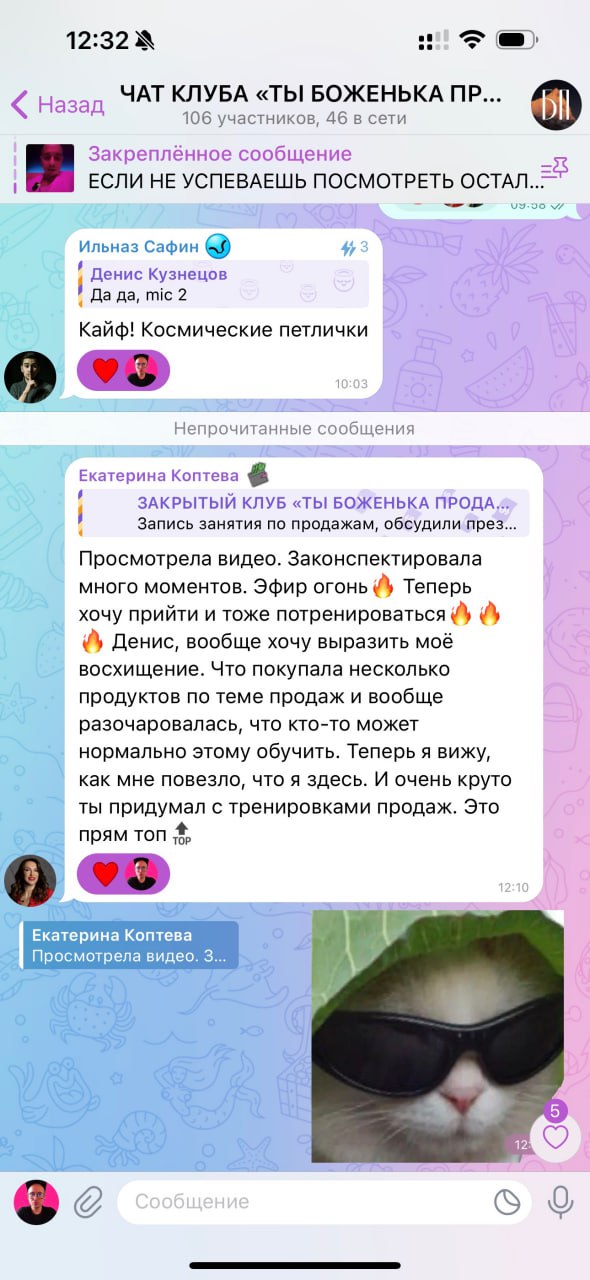 12:32
Назад
ЧАТ КЛУБА «ТЫ БОЖЕНЬКА ПР...
106 участников, 46 в сети
БП
Закреплённое сообщение
ЕСЛИ НЕ УСПЕВАЕШЬ ПОСМОТРЕТЬ ОСТАЛ...
09:58
Ильназ Сафин
3
Денис Кузнецов
Да да, mic 2
Кайф! Космические петлички
10:03
Непрочитанные сообщения
Екатерина Коптева
ЗАКРЫТЫЙ КЛУБ «ТЫ БОЖЕНЬКА ПРОДА...
Запись занятия по продажам, обсудили през...
Просмотрела видео. Законспектировала
много моментов. Эфир огонь🔥 Теперь
хочу прийти и тоже потренироваться🔥 🔥
🔥 Денис, вообще хочу выразить моё
восхищение. Что покупала несколько
продуктов по теме продаж и вообще
разочаровалась, что кто-то может
нормально этому обучить. Теперь я вижу,
как мне повезло, что я здесь. И очень круто
ты придумал с тренировками продаж. Это
прям топ 🔝
12:10
Екатерина Коптева
Просмотрела видео. З...
5
12:
Сообщение